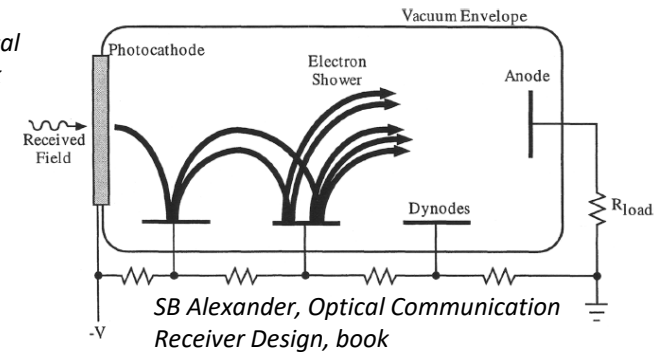 Vacuum Envelope
Photocathode
Electron
Shower
Anode
Received
Field
Dynodes
Rload
-V
SB Alexander, Optical Communication
Receiver Design, book